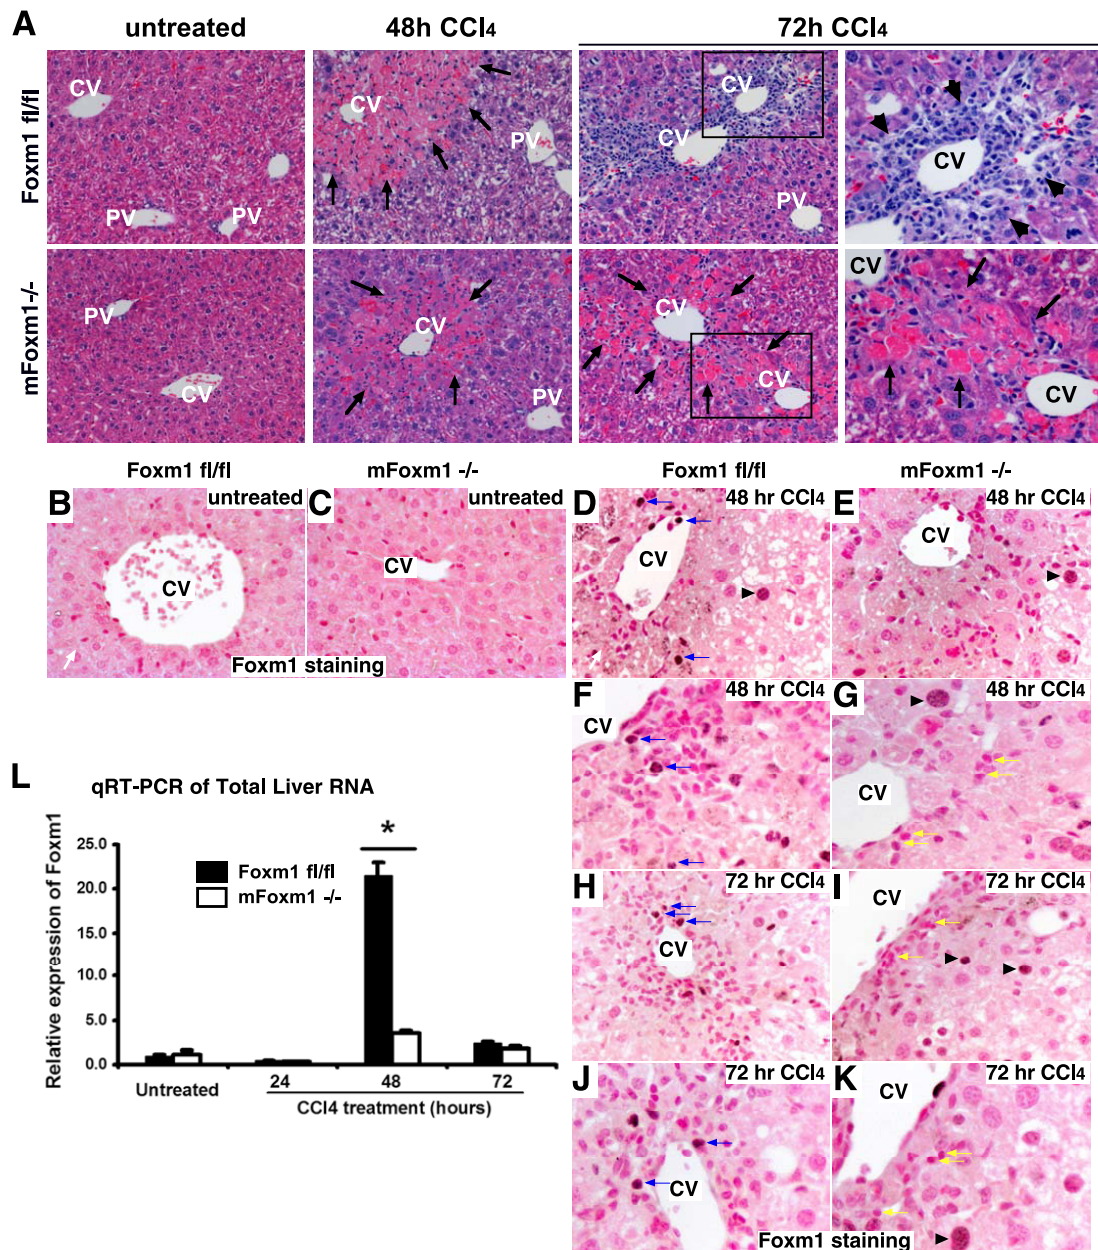 A
untreated
48h CCl4
72h CCl4
Foxm1 fl/fl
CV
PV
PV
CV
PV
CV
CV
PV
CV
mFoxm1-/-
PV
CV
CV
PV
CV
CV
CV
CV
Foxm1 fl/fl
mFoxm1 -/-
Foxm1 fl/fl
mFoxm1 -/-
B
untreated
CV
C
untreated
CV
Foxm1 staining
D
48 hr CCl4
CV
E
48 hr CCl4
CV
F
48 hr CCl4
CV
G
48 hr CCl4
CV
H
72 hr CCl4
CV
I
72 hr CCl4
CV
J
72 hr CCl4
CV
K
72 hr CCl4
CV
Foxm1 staining
L
qRT-PCR of Total Liver RNA
Relative expression of Foxm1
25.0
20.0
15.0
10.0
5.0
0.0
*
Foxm1 fl/fl
mFoxm1 -/-
Untreated
24
48
72
CCl4 treatment (hours)